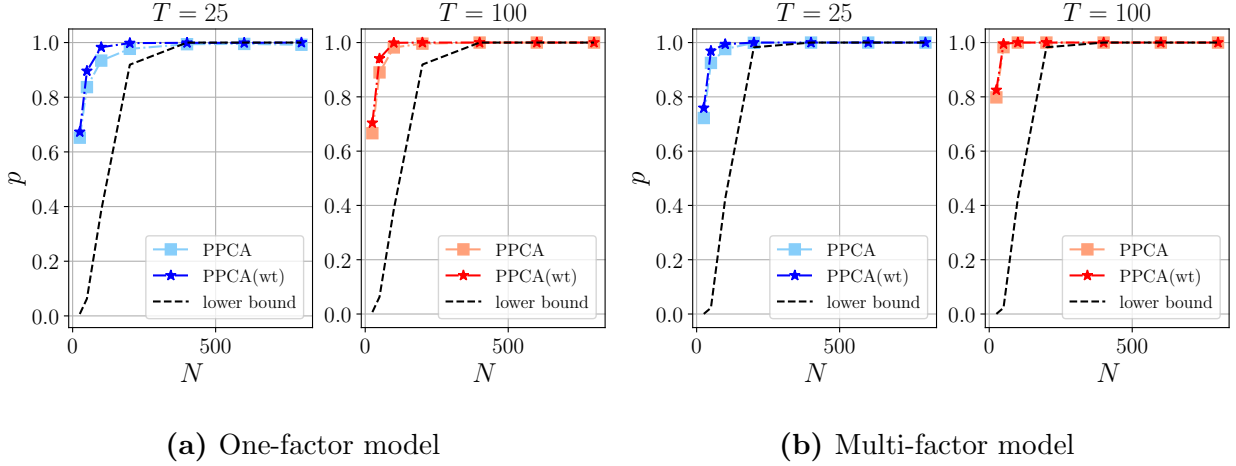 T = 25
T = 100
T = 25
T = 100
p
1.0
0.8
0.6
0.4
0.2
0.0
PPCA
PPCA(wt)
lower bound
0
500
N
1.0
0.8
0.6
0.4
0.2
0.0
PPCA
PPCA(wt)
lower bound
0
500
N
p
1.0
0.8
0.6
0.4
0.2
0.0
PPCA
PPCA(wt)
lower bound
0
500
N
1.0
0.8
0.6
0.4
0.2
0.0
PPCA
PPCA(wt)
lower bound
0
500
N
(a) One-factor model
(b) Multi-factor model